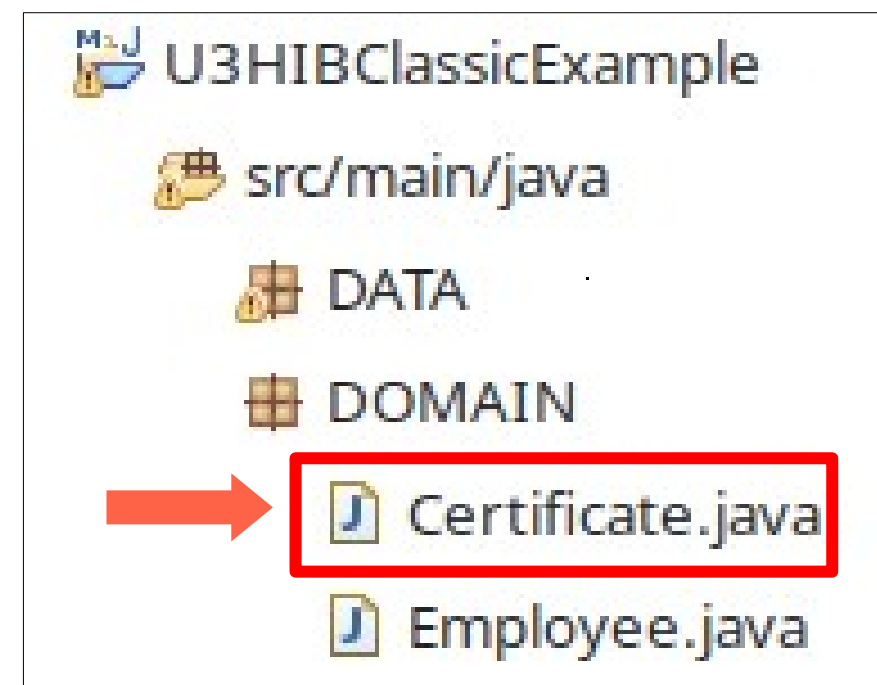 U3HIBClassicExample
src/main/java
DATA
DOMAIN
Certificate.java
Employee.java